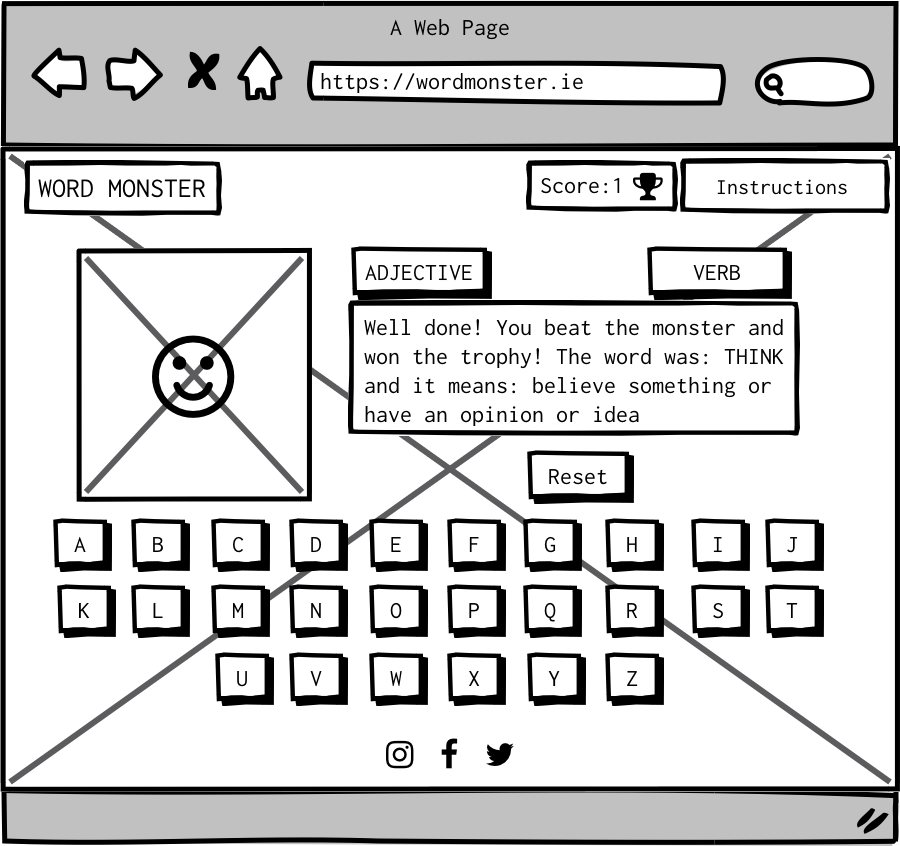 A Web Page
https://wordmonster.ie
WORD MONSTER
Score:1
Instructions
ADJECTIVE
VERB
Well done! You beat the monster and
won the trophy! The word was: THINK
and it means: believe something or
have an opinion or idea
Reset
A B C D E F G H I J
K L M N O P Q R S T
U V W X Y Z